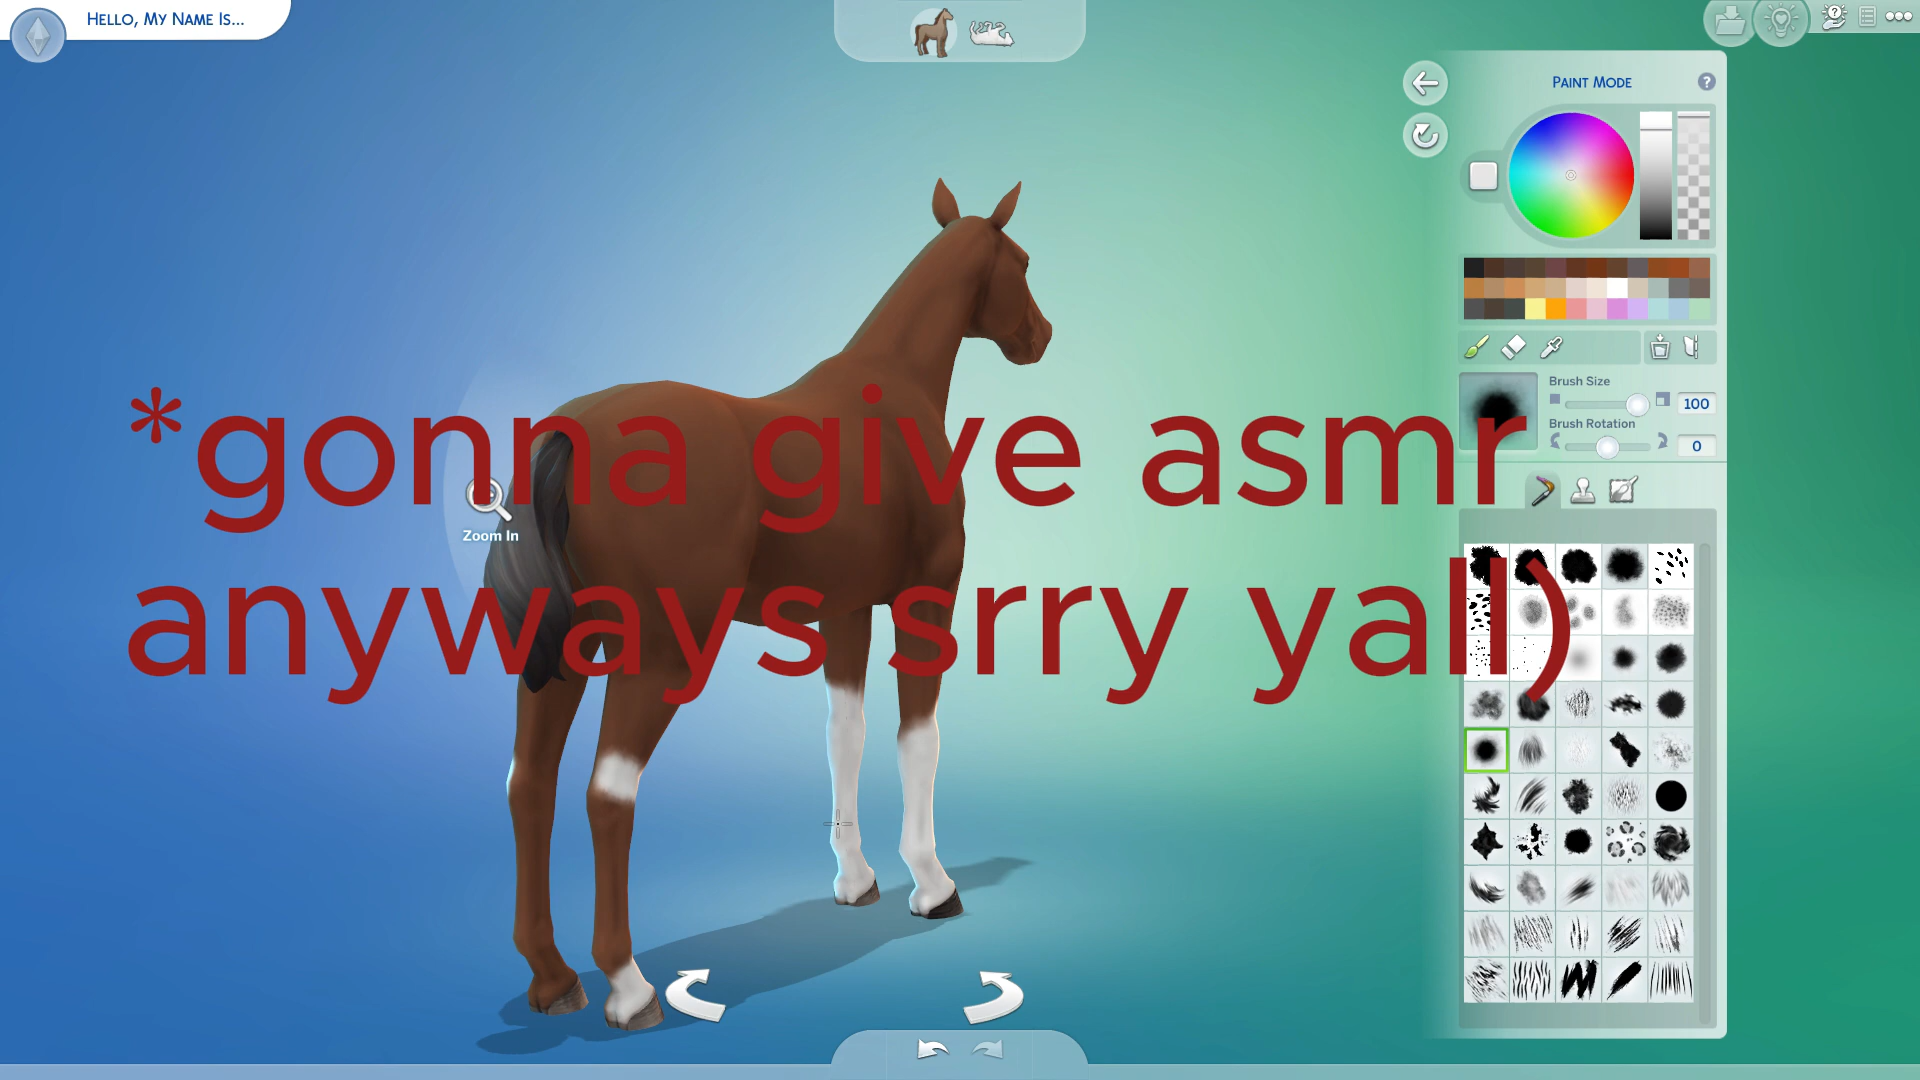 Hello, My Name Is...
Paint Mode
?
Brush Size
100
Brush Rotation
0
*gonna give asmr
anyways srry yall)
Zoom In